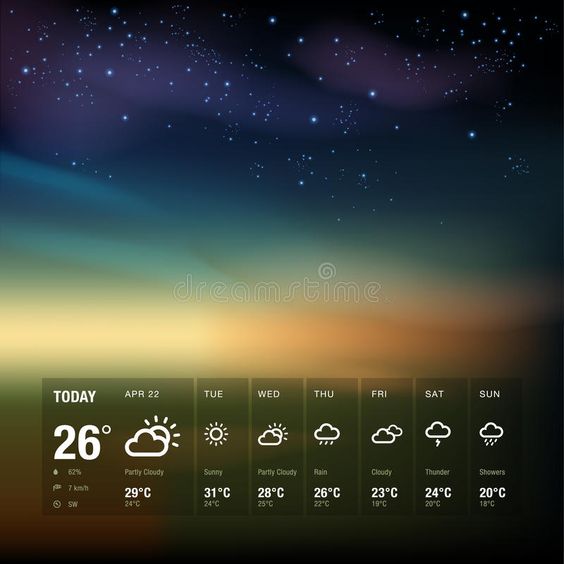 dreamstime
TODAY
26°
62%
7 km/h
SW
APR 22
Partly Cloudy
29°C
24°C
TUE
Sunny
31°C
24°C
WED
Partly Cloudy
28°C
25°C
THU
Rain
26°C
22°C
FRI
Cloudy
23°C
19°C
SAT
Thunder
24°C
20°C
SUN
Showers
20°C
18°C